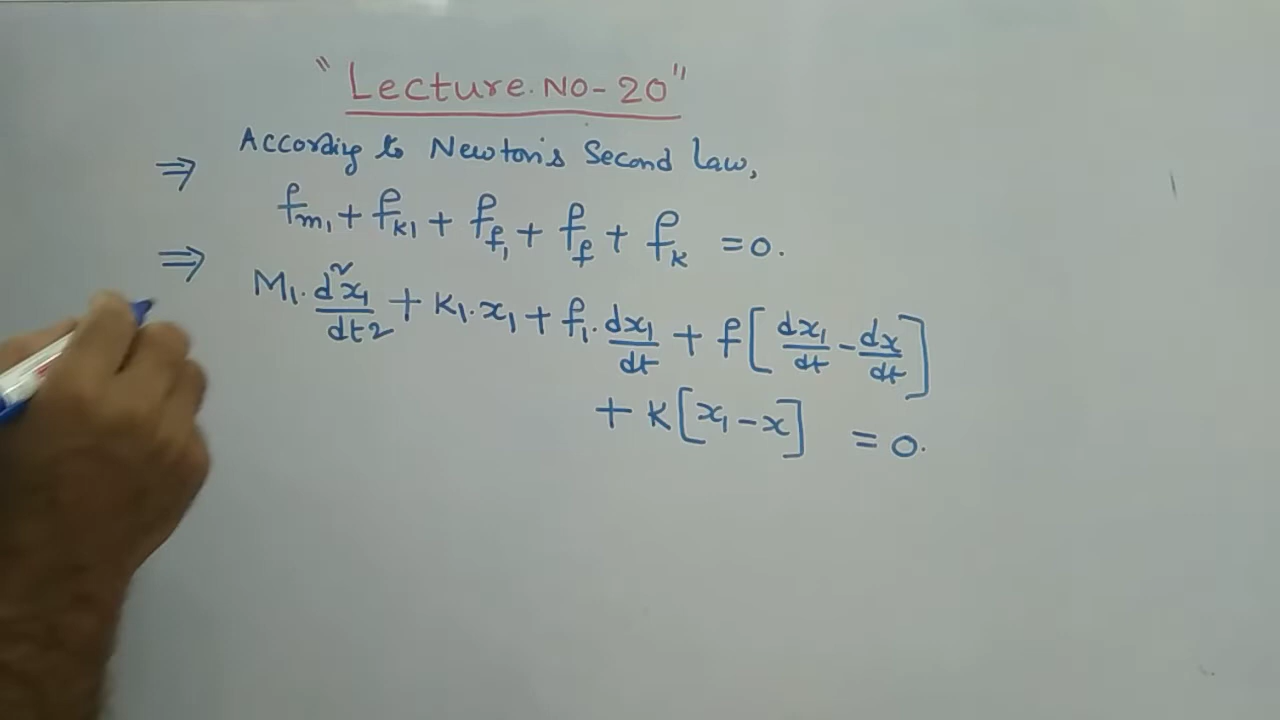 "Lecture. No-20"
⇒ According to Newton's Second law,
fm₁ + fK₁ + ff₁ + ff + fK = 0.
⇒ M₁. d²x₁/dt2 + K₁. x₁ + f₁. dx₁/dt + f[dx₁/dt - dx/dt]
+ K[x₁ - x] = 0.